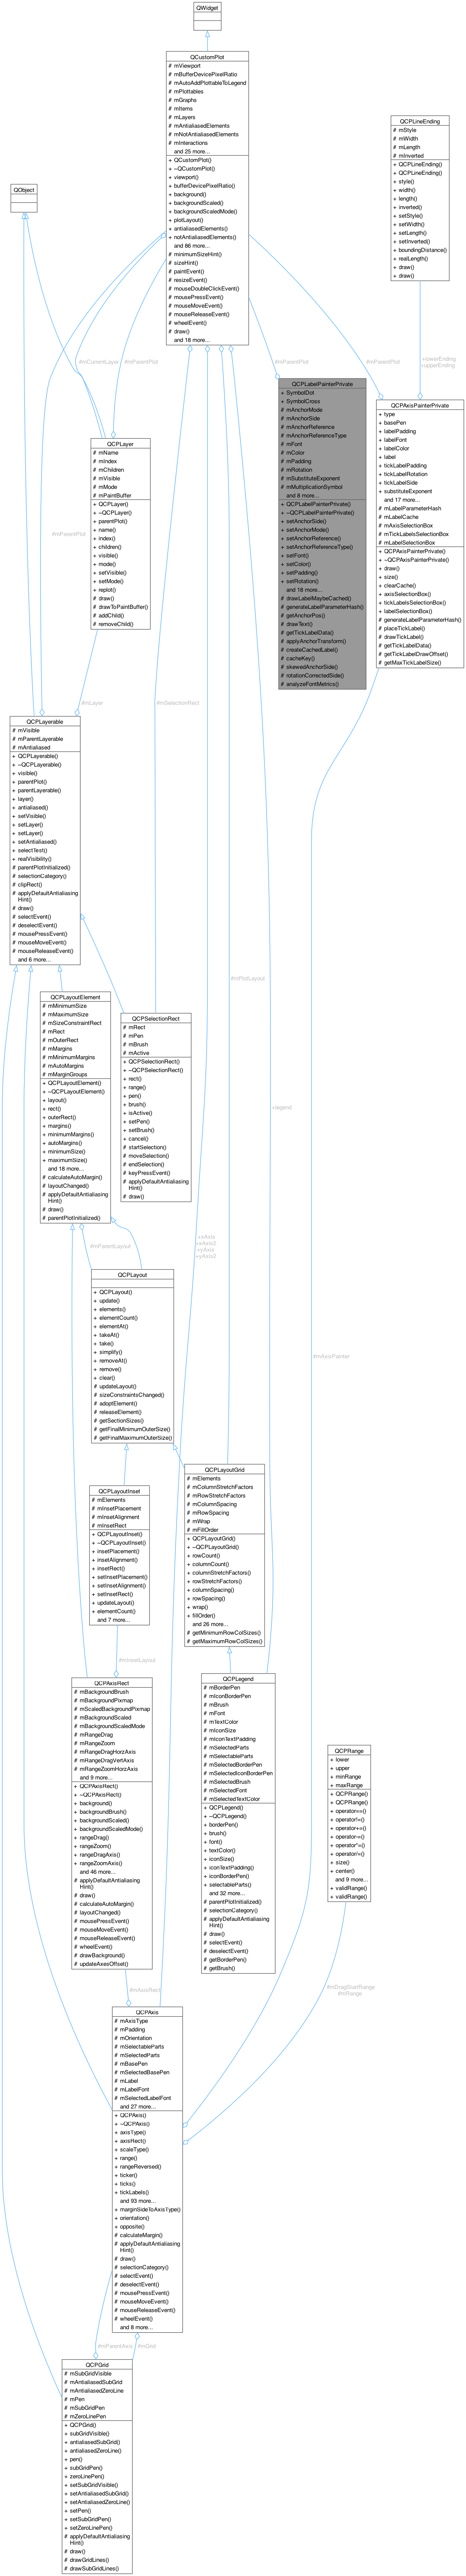 QWidget
QCustomPlot
# mViewport
# mBufferDevicePixelRatio
# mAutoAddPlottableToLegend
# mPlottables
# mGraphs
# mItems
# mLayers
# mAntialiasedElements
# mNotAntialiasedElements
# mInteractions
and 25 more...
+ QCustomPlot()
+ ~QCustomPlot()
+ viewport()
+ bufferDevicePixelRatio()
+ background()
+ backgroundScaled()
+ backgroundScaledMode()
+ plotLayout()
+ antialiasedElements()
+ notAntialiasedElements()
and 86 more...
# minimumSizeHint()
# sizeHint()
# paintEvent()
# resizeEvent()
# mouseDoubleClickEvent()
# mousePressEvent()
# mouseMoveEvent()
# mouseReleaseEvent()
# wheelEvent()
# draw()
and 18 more...
QCPLineEnding
# mStyle
# mWidth
# mLength
# mInverted
+ QCPLineEnding()
+ QCPLineEnding()
+ style()
+ width()
+ length()
+ inverted()
+ setStyle()
+ setWidth()
+ setLength()
+ setInverted()
+ boundingDistance()
+ realLength()
+ draw()
+ draw()
QObject
#mCurrentLayer
#mParentPlot
#mParentPlot
#mParentPlot
+lowerEnding
+upperEnding
QCPLabelPainterPrivate
+ SymbolDot
+ SymbolCross
# mAnchorMode
# mAnchorSide
# mAnchorReference
# mAnchorReferenceType
# mFont
# mColor
# mPadding
# mRotation
# mSubstituteExponent
# mMultiplicationSymbol
and 8 more...
+ QCPLabelPainterPrivate()
+ ~QCPLabelPainterPrivate()
+ setAnchorSide()
+ setAnchorMode()
+ setAnchorReference()
+ setAnchorReferenceType()
+ setFont()
+ setColor()
+ setPadding()
+ setRotation()
and 18 more...
# drawLabelMaybeCached()
# generateLabelParameterHash()
# getAnchorPos()
# drawText()
# getTickLabelData()
# applyAnchorTransform()
# createCachedLabel()
# cacheKey()
# skewedAnchorSide()
# rotationCorrectedSide()
# analyzeFontMetrics()
QCPAxisPainterPrivate
+ type
+ basePen
+ labelPadding
+ labelFont
+ labelColor
+ label
+ tickLabelPadding
+ tickLabelRotation
+ tickLabelSide
+ substituteExponent
and 17 more...
# mLabelParameterHash
# mLabelCache
# mAxisSelectionBox
# mTickLabelsSelectionBox
# mLabelSelectionBox
+ QCPAxisPainterPrivate()
+ ~QCPAxisPainterPrivate()
+ draw()
+ size()
+ clearCache()
+ axisSelectionBox()
+ tickLabelsSelectionBox()
+ labelSelectionBox()
# generateLabelParameterHash()
# placeTickLabel()
# drawTickLabel()
# getTickLabelData()
# getTickLabelDrawOffset()
# getMaxTickLabelSize()
QCPLayer
# mName
# mIndex
# mChildren
# mVisible
# mMode
# mPaintBuffer
+ QCPLayer()
+ ~QCPLayer()
+ parentPlot()
+ name()
+ index()
+ children()
+ visible()
+ mode()
+ setVisible()
+ setMode()
+ replot()
# draw()
# drawToPaintBuffer()
# addChild()
# removeChild()
#mParentPlot
#mLayer
#mSelectionRect
QCPLayerable
# mVisible
# mParentLayerable
# mAntialiased
+ QCPLayerable()
+ ~QCPLayerable()
+ visible()
+ parentPlot()
+ parentLayerable()
+ layer()
+ antialiased()
+ setVisible()
+ setLayer()
+ setLayer()
+ setAntialiased()
+ selectTest()
+ realVisibility()
# parentPlotInitialized()
# selectionCategory()
# clipRect()
# applyDefaultAntialiasing
Hint()
# draw()
# selectEvent()
# deselectEvent()
# mousePressEvent()
# mouseMoveEvent()
# mouseReleaseEvent()
and 6 more...
#mPlotLayout
QCPLayoutElement
# mMinimumSize
# mMaximumSize
# mSizeConstraintRect
# mRect
# mOuterRect
# mMargins
# mMinimumMargins
# mAutoMargins
# mMarginGroups
+ QCPLayoutElement()
+ ~QCPLayoutElement()
+ layout()
+ rect()
+ outerRect()
+ margins()
+ minimumMargins()
+ autoMargins()
+ minimumSize()
+ maximumSize()
and 18 more...
# calculateAutoMargin()
# layoutChanged()
# applyDefaultAntialiasing
Hint()
# draw()
# parentPlotInitialized()
QCPSelectionRect
# mRect
# mPen
# mBrush
# mActive
+ QCPSelectionRect()
+ ~QCPSelectionRect()
+ rect()
+ range()
+ pen()
+ brush()
+ isActive()
+ setPen()
+ setBrush()
+ cancel()
# startSelection()
# moveSelection()
# endSelection()
# keyPressEvent()
# applyDefaultAntialiasing
Hint()
# draw()
+legend
#mParentLayout
+xAxis
+xAxis2
+yAxis
+yAxis2
QCPLayout
+ QCPLayout()
+ update()
+ elements()
+ elementCount()
+ elementAt()
+ takeAt()
+ take()
+ simplify()
+ removeAt()
+ remove()
+ clear()
# updateLayout()
# sizeConstraintsChanged()
# adoptElement()
# releaseElement()
# getSectionSizes()
# getFinalMinimumOuterSize()
# getFinalMaximumOuterSize()
#mAxisPainter
QCPLayoutInset
# mElements
# mInsetPlacement
# mInsetAlignment
# mInsetRect
+ QCPLayoutInset()
+ ~QCPLayoutInset()
+ insetPlacement()
+ insetAlignment()
+ insetRect()
+ setInsetPlacement()
+ setInsetAlignment()
+ setInsetRect()
+ updateLayout()
+ elementCount()
and 7 more...
QCPLayoutGrid
# mElements
# mColumnStretchFactors
# mRowStretchFactors
# mColumnSpacing
# mRowSpacing
# mWrap
# mFillOrder
+ QCPLayoutGrid()
+ ~QCPLayoutGrid()
+ rowCount()
+ columnCount()
+ columnStretchFactors()
+ rowStretchFactors()
+ columnSpacing()
+ rowSpacing()
+ wrap()
+ fillOrder()
and 26 more...
# getMinimumRowColSizes()
# getMaximumRowColSizes()
#mInsetLayout
QCPAxisRect
# mBackgroundBrush
# mBackgroundPixmap
# mScaledBackgroundPixmap
# mBackgroundScaled
# mBackgroundScaledMode
# mRangeDrag
# mRangeZoom
# mRangeDragHorzAxis
# mRangeDragVertAxis
# mRangeZoomHorzAxis
and 9 more...
+ QCPAxisRect()
+ ~QCPAxisRect()
+ background()
+ backgroundBrush()
+ backgroundScaled()
+ backgroundScaledMode()
+ rangeDrag()
+ rangeZoom()
+ rangeDragAxis()
+ rangeZoomAxis()
and 46 more...
# applyDefaultAntialiasing
Hint()
# draw()
# calculateAutoMargin()
# layoutChanged()
# mousePressEvent()
# mouseMoveEvent()
# mouseReleaseEvent()
# wheelEvent()
# drawBackground()
# updateAxesOffset()
QCPLegend
# mBorderPen
# mIconBorderPen
# mBrush
# mFont
# mTextColor
# mIconSize
# mIconTextPadding
# mSelectedParts
# mSelectableParts
# mSelectedBorderPen
# mSelectedIconBorderPen
# mSelectedBrush
# mSelectedFont
# mSelectedTextColor
+ QCPLegend()
+ ~QCPLegend()
+ borderPen()
+ brush()
+ font()
+ textColor()
+ iconSize()
+ iconTextPadding()
+ iconBorderPen()
+ selectableParts()
and 32 more...
# parentPlotInitialized()
# selectionCategory()
# applyDefaultAntialiasing
Hint()
# draw()
# selectEvent()
# deselectEvent()
# getBorderPen()
# getBrush()
QCPRange
+ lower
+ upper
+ minRange
+ maxRange
+ QCPRange()
+ QCPRange()
+ operator==()
+ operator!=()
+ operator+=()
+ operator-=()
+ operator*=()
+ operator/=()
+ size()
+ center()
and 9 more...
+ validRange()
+ validRange()
#mAxisRect
#mDragStartRange
#mRange
QCPAxis
# mAxisType
# mPadding
# mOrientation
# mSelectableParts
# mSelectedParts
# mBasePen
# mSelectedBasePen
# mLabel
# mLabelFont
# mSelectedLabelFont
and 27 more...
+ QCPAxis()
+ ~QCPAxis()
+ axisType()
+ axisRect()
+ scaleType()
+ range()
+ rangeReversed()
+ ticker()
+ ticks()
+ tickLabels()
and 93 more...
+ marginSideToAxisType()
+ orientation()
+ opposite()
# calculateMargin()
# applyDefaultAntialiasing
Hint()
# draw()
# selectionCategory()
# selectEvent()
# deselectEvent()
# mousePressEvent()
# mouseMoveEvent()
# mouseReleaseEvent()
# wheelEvent()
and 8 more...
#mParentAxis
#mGrid
QCPGrid
# mSubGridVisible
# mAntialiasedSubGrid
# mAntialiasedZeroLine
# mPen
# mSubGridPen
# mZeroLinePen
+ QCPGrid()
+ subGridVisible()
+ antialiasedSubGrid()
+ antialiasedZeroLine()
+ pen()
+ subGridPen()
+ zeroLinePen()
+ setSubGridVisible()
+ setAntialiasedSubGrid()
+ setAntialiasedZeroLine()
+ setPen()
+ setSubGridPen()
+ setZeroLinePen()
# applyDefaultAntialiasing
Hint()
# draw()
# drawGridLines()
# drawSubGridLines()